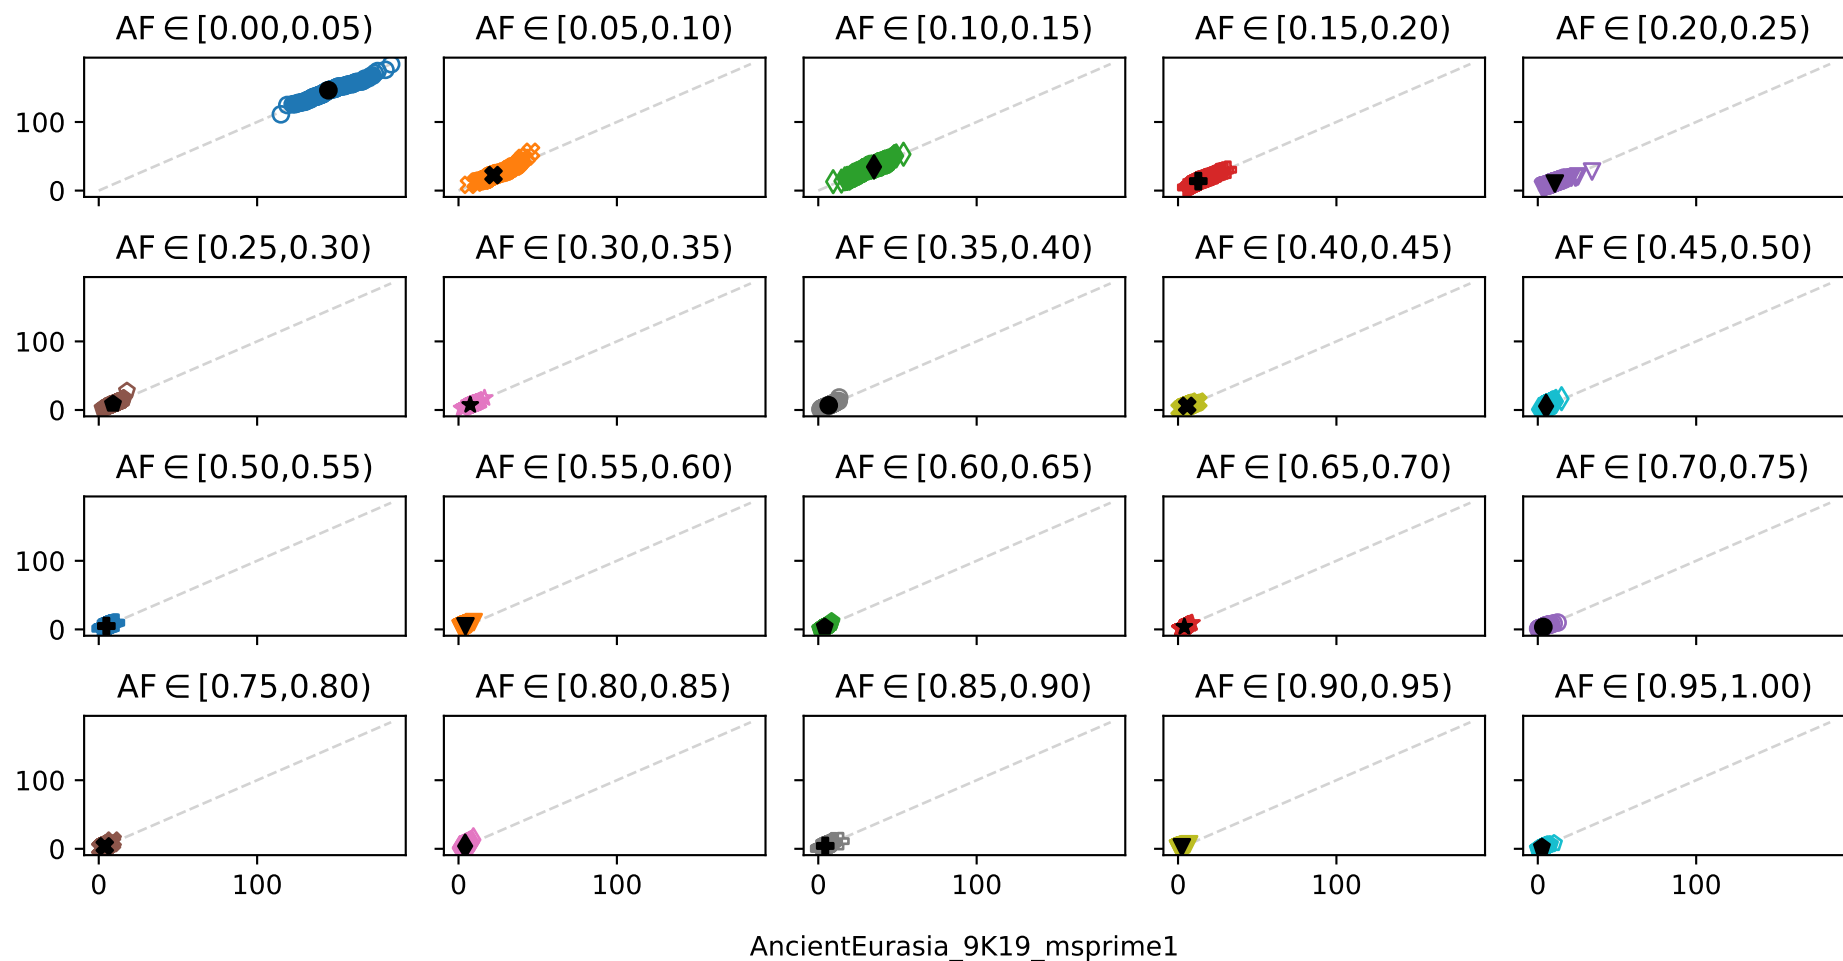 AF ∈ [0.00,0.05) AF ∈ [0.05,0.10) AF ∈ [0.10,0.15) AF ∈ [0.15,0.20) AF ∈ [0.20,0.25)
100
0
0 100 0 100 0 100 0 100 0 100
AF ∈ [0.25,0.30) AF ∈ [0.30,0.35) AF ∈ [0.35,0.40) AF ∈ [0.40,0.45) AF ∈ [0.45,0.50)
100
0
AF ∈ [0.50,0.55) AF ∈ [0.55,0.60) AF ∈ [0.60,0.65) AF ∈ [0.65,0.70) AF ∈ [0.70,0.75)
100
0
AF ∈ [0.75,0.80) AF ∈ [0.80,0.85) AF ∈ [0.85,0.90) AF ∈ [0.90,0.95) AF ∈ [0.95,1.00)
100
0
AncientEurasia_9K19_msprime1